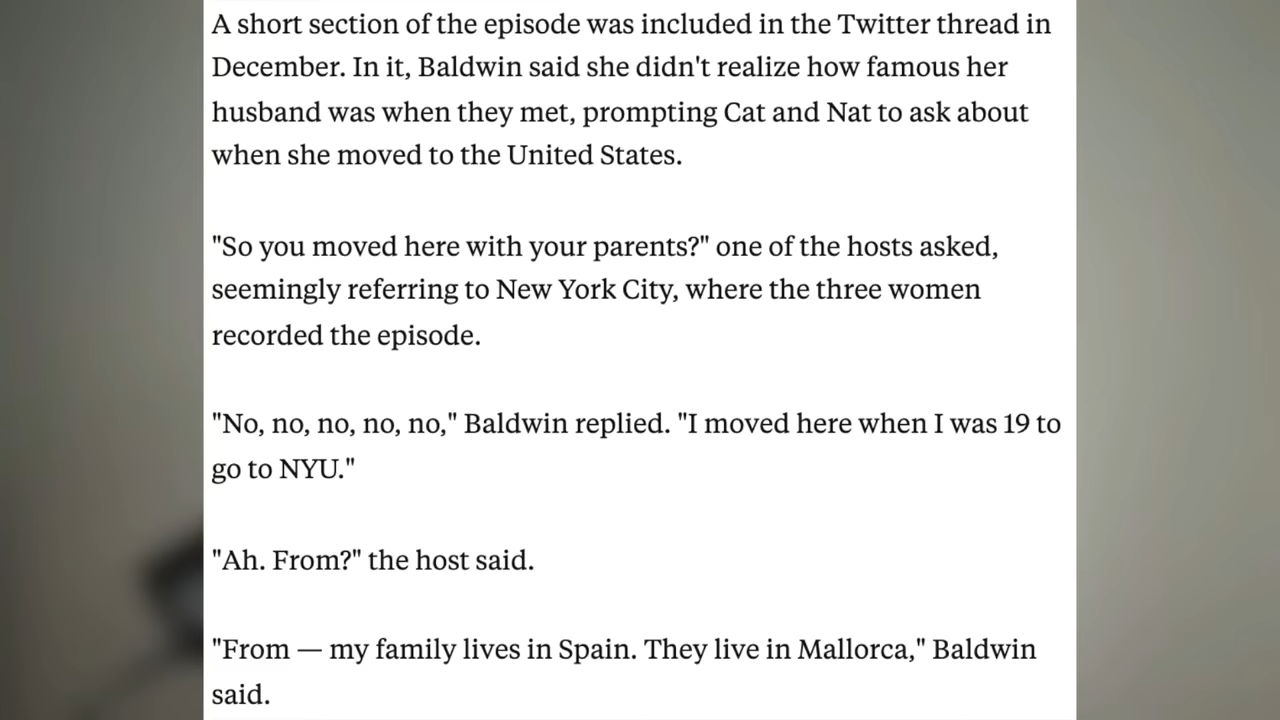 A short section of the episode was included in the Twitter thread in
December. In it, Baldwin said she didn't realize how famous her
husband was when they met, prompting Cat and Nat to ask about
when she moved to the United States.
"So you moved here with your parents?" one of the hosts asked,
seemingly referring to New York City, where the three women
recorded the episode.
"No, no, no, no, no," Baldwin replied. "I moved here when I was 19 to
go to NYU."
"Ah. From?" the host said.
"From — my family lives in Spain. They live in Mallorca," Baldwin
said.